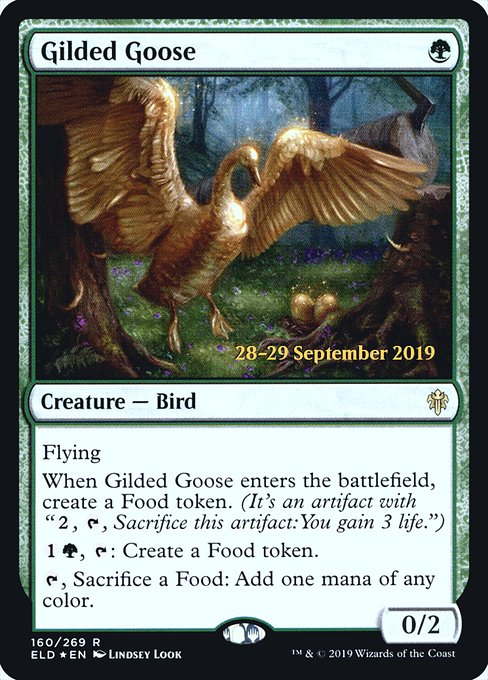 Gilded Goose
28–29 September 2019
Creature — Bird
Flying
When Gilded Goose enters the battlefield,
create a Food token. (It's an artifact with
“2, , Sacrifice this artifact: You gain 3 life.”)
1 , : Create a Food token.
, Sacrifice a Food: Add one mana of any
color.
0/2
160/269 R
ELD ★ EN Lindsey Look
™ & © 2019 Wizards of the Coast